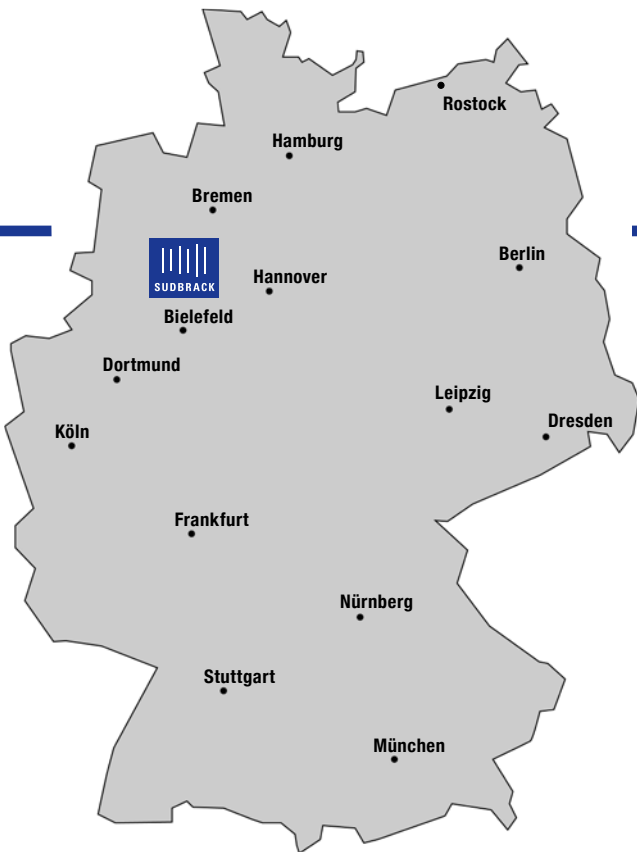 Rostock
Hamburg
Bremen
Berlin
SUDBRACK
Hannover
Bielefeld
Dortmund
Leipzig
Dresden
Köln
Frankfurt
Nürnberg
Stuttgart
München